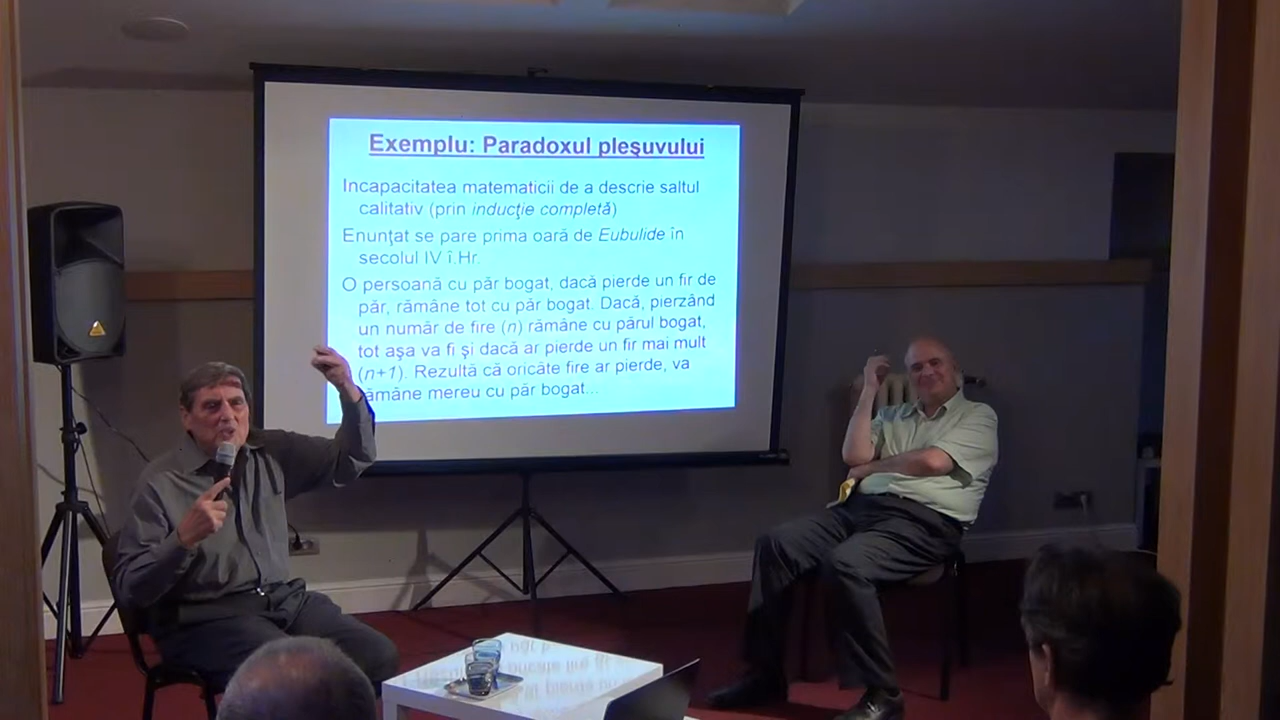 Exemplu: Paradoxul pleşuvului
Incapacitatea matematicii de a descrie saltul
calitativ (prin inducţie completă)
Enunţat se pare prima oară de Eubulide în
secolul IV î.Hr.
O persoană cu păr bogat, dacă pierde un fir de
păr, rămâne tot cu păr bogat. Dacă, pierzând
un număr de fire (n) rămâne cu părul bogat,
tot aşa va fi şi dacă ar pierde un fir mai mult
(n+1). Rezultă că oricâte fire ar pierde, va
rămâne mereu cu păr bogat...